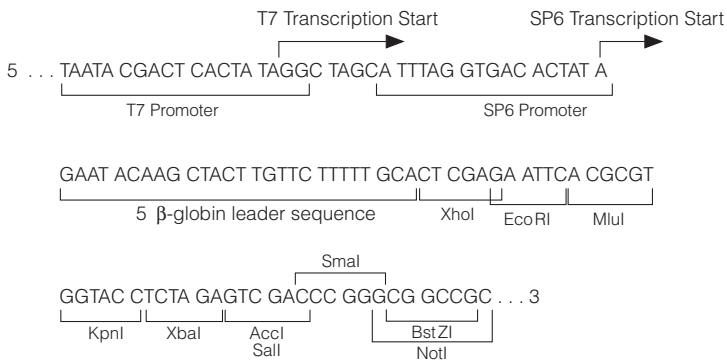 T7 Transcription Start SP6 Transcription Start
5 ... TAATA CGACT CACTATA TAGGC TAGCA TTTAG GTGAC ACTATA A
T7 Promoter SP6 Promoter
GAAT ACAAG CTACT TGTTC TTTTT GCACT CGAGA ATTCA CGCGT
5 β-globin leader sequence XhoI EcoRI MluI
SmaI
GGTAC CTCTA GAGTC GACCC GGGCG GCCGC ... 3
KpnI XbaI AccI BstZI
SalI NotI